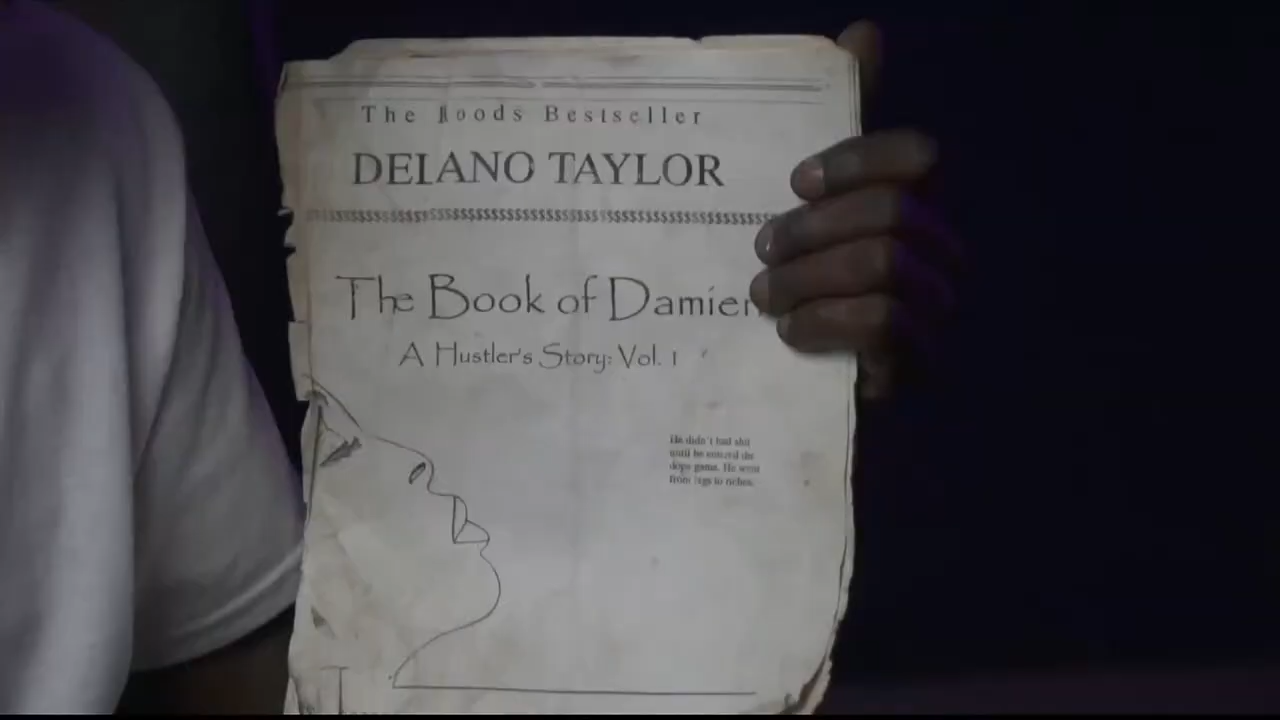 The Hoods Bestseller
DELANO TAYLOR
$$$$$$$$$$$$$$$$$$$$$$$$$$$$$$$$$$$$$$$$$$$$$$$$$$$$$$$$$$$$
The Book of Damien
A Hustler's Story: Vol. 1
He didn't had shit
until he entered the
dope game. He went
from rags to riches.